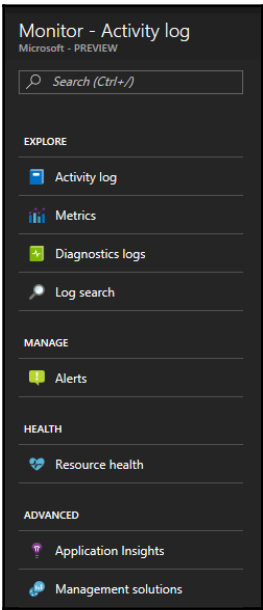 Monitor - Activity log
Microsoft - PREVIEW
Search (Ctrl+/)
EXPLORE
Activity log
Metrics
Diagnostics logs
Log search
MANAGE
Alerts
HEALTH
Resource health
ADVANCED
Application Insights
Management solutions